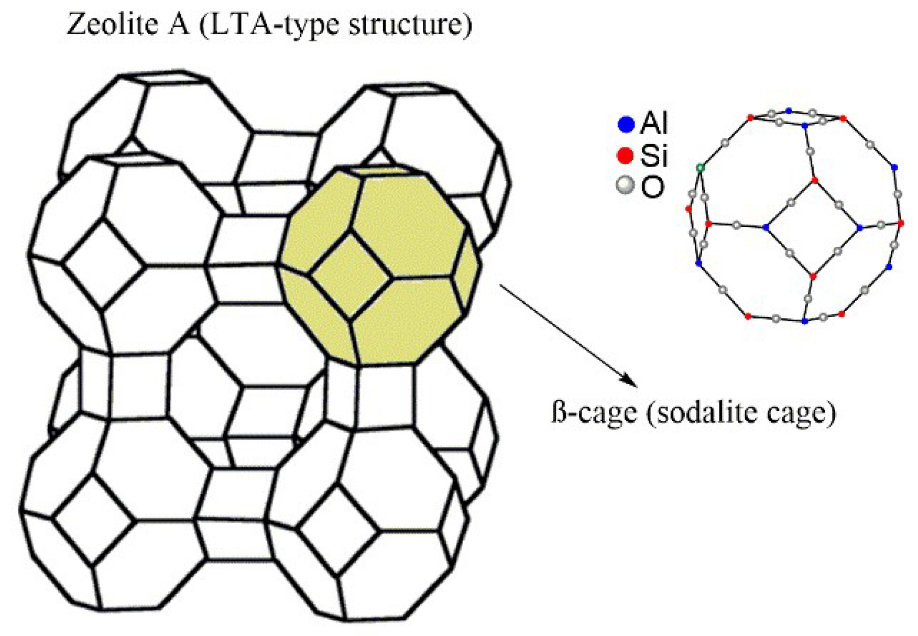 Zeolite A (LTA-type structure)
Al
Si
O
ß-cage (sodalite cage)